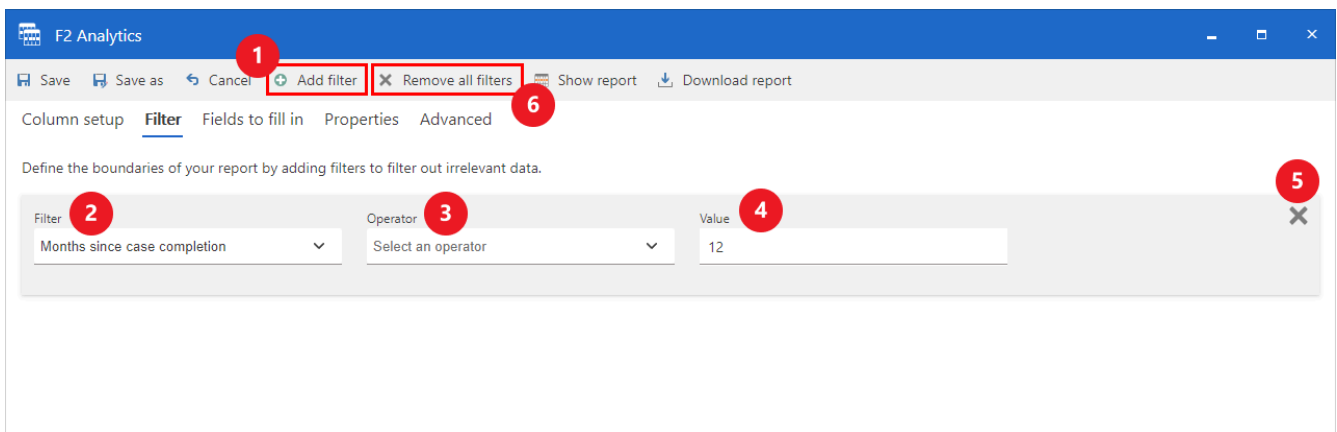 F2 Analytics
1
Save Save as Cancel Add filter Remove all filters Show report Download report
6
Column setup Filter Fields to fill in Properties Advanced
Define the boundaries of your report by adding filters to filter out irrelevant data.
5
Filter 2 Operator 3 Value 4
Months since case completion Select an operator 12